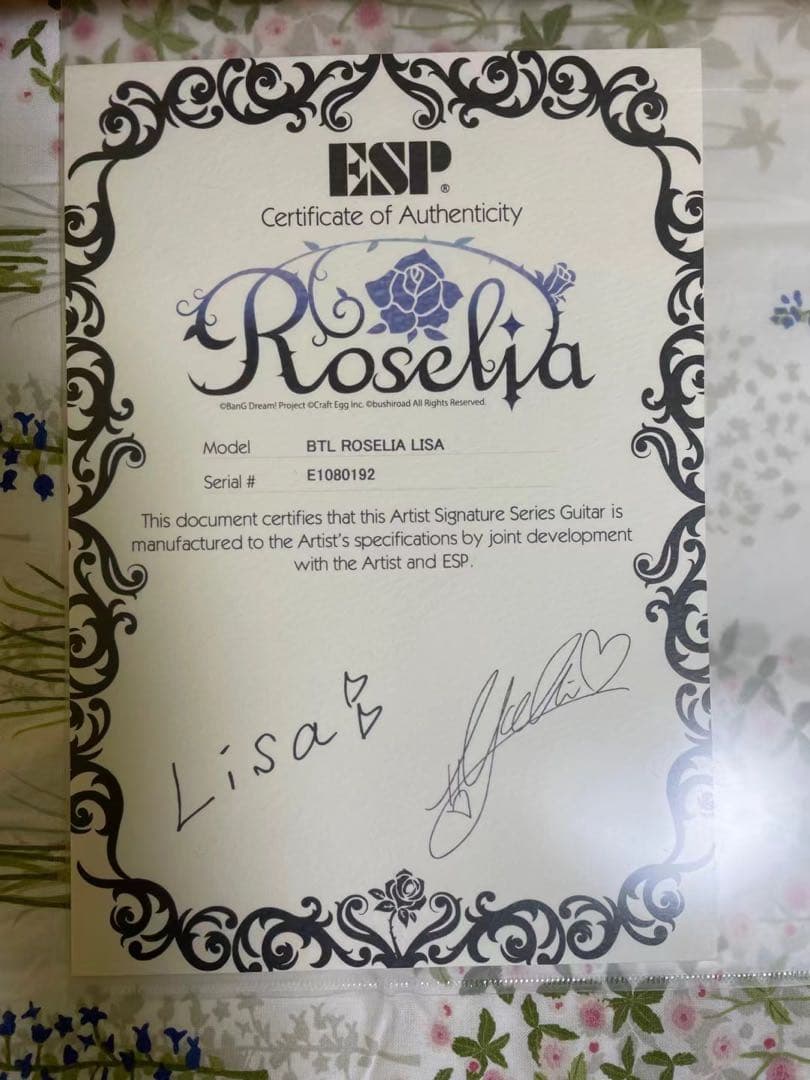 ESP®
Certificate of Authenticity
Roselia
©BanG Dream! Project ©Craft Egg Inc. ©bushiroad All Rights Reserved.
Model BTL ROSELIA LISA
Serial # E1080192
This document certifies that this Artist Signature Series Guitar is
manufactured to the Artist's specifications by joint development
with the Artist and ESP.
Lisa